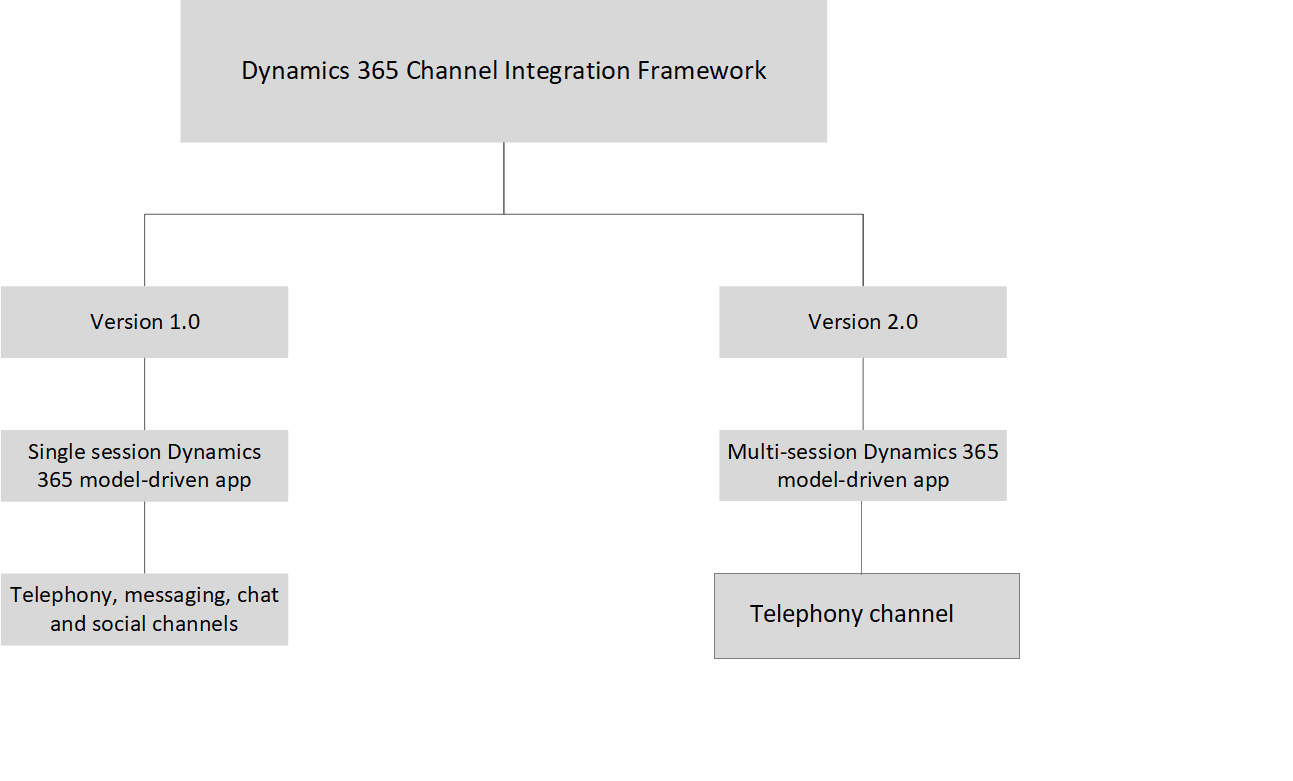 Dynamics 365 Channel Integration Framework
Version 1.0
Version 2.0
Single session Dynamics
365 model-driven app
Multi-session Dynamics 365
model-driven app
Telephony, messaging, chat
and social channels
Telephony channel